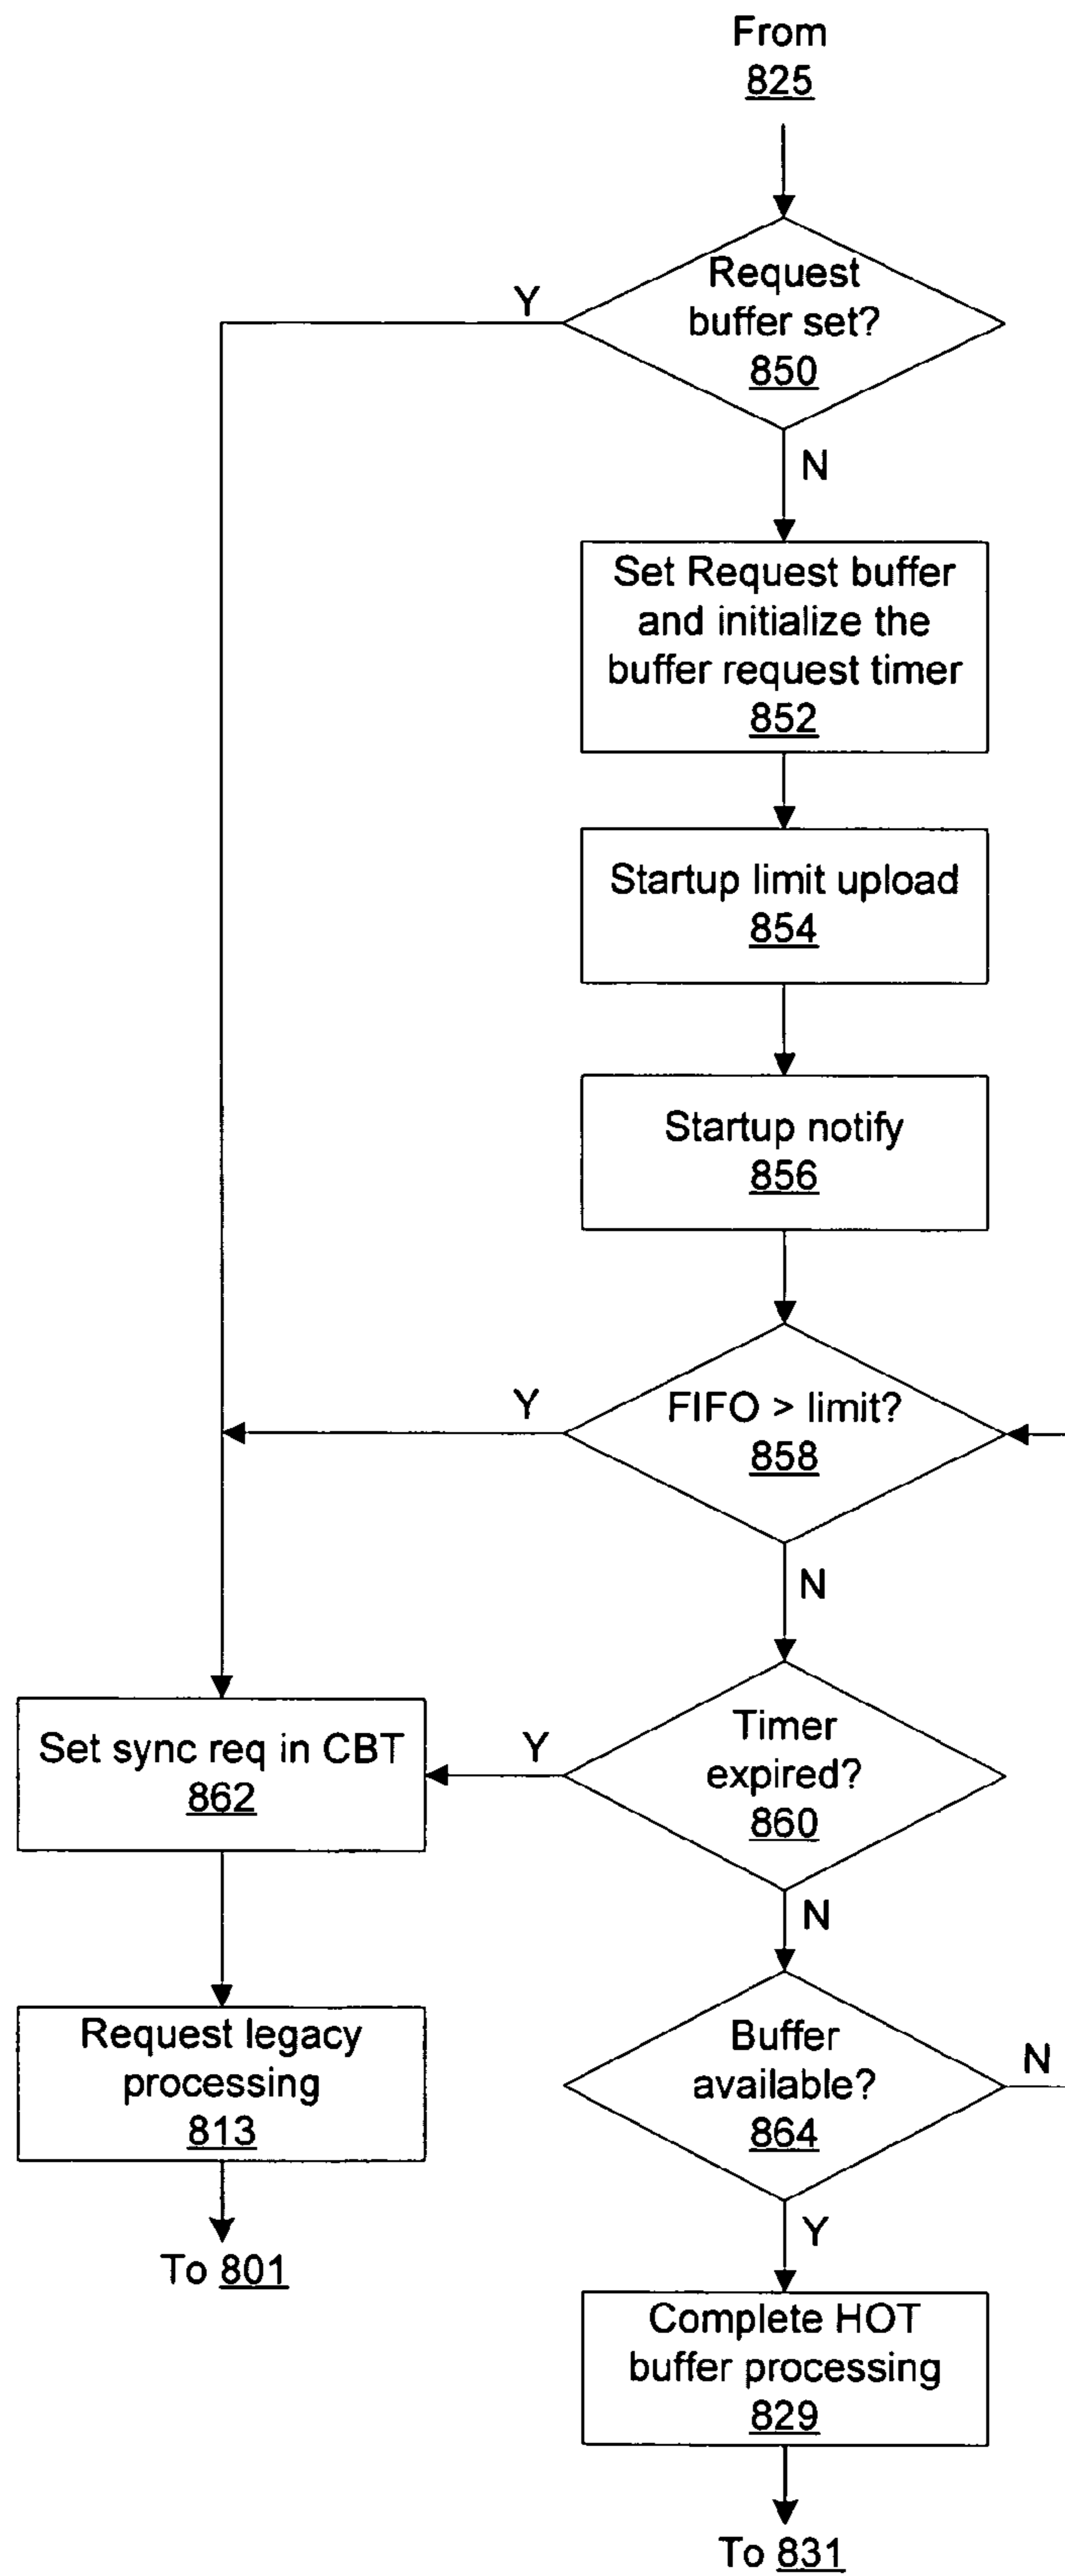 From
825
Request
buffer set?
850
Y
N
Set Request buffer
and initialize the
buffer request timer
852
Startup limit upload
854
Startup notify
856
FIFO > limit?
858
Y
N
Timer
expired?
860
Y
N
Set sync req in CBT
862
Request legacy
processing
813
To 801
Buffer
available?
864
N
Y
Complete HOT
buffer processing
829
To 831